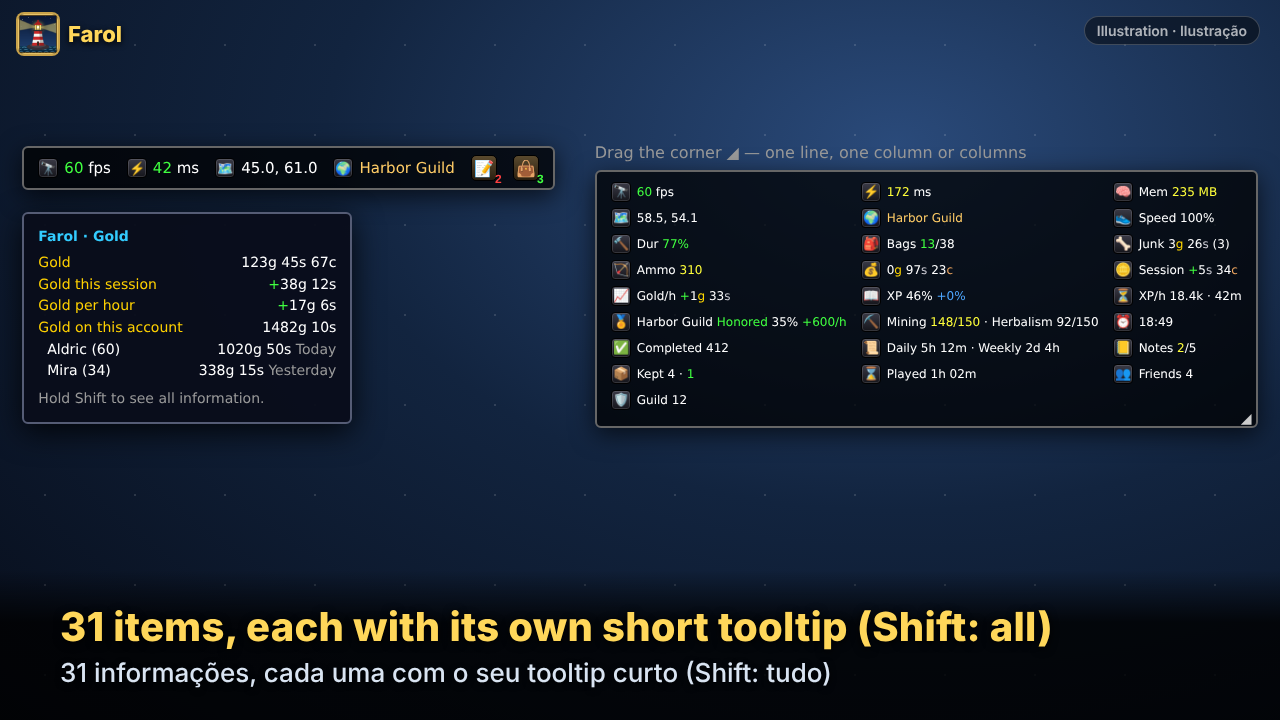 Farol
Illustration · Ilustração
60 fps 42 ms 45.0, 61.0 Harbor Guild 2 3
Farol · Gold
Gold 123g 45s 67c
Gold this session +38g 12s
Gold per hour +17g 6s
Gold on this account 1482g 10s
Aldric (60) 1020g 50s Today
Mira (34) 338g 15s Yesterday
Hold Shift to see all information.
Drag the corner ◢ — one line, one column or columns
60 fps 172 ms Mem 235 MB
58.5, 54.1 Harbor Guild Speed 100%
Dur 77% Bags 13/38 Junk 3g 26s (3)
Ammo 310 0g 97s 23c Session +5s 34c
Gold/h +1g 33s XP 46% +0% XP/h 18.4k · 42m
Harbor Guild Honored 35% +600/h Mining 148/150 · Herbalism 92/150 18:49
Completed 412 Daily 5h 12m · Weekly 2d 4h Notes 2/5
Kept 4 · 1 Played 1h 02m Friends 4
Guild 12
31 items, each with its own short tooltip (Shift: all)
31 informações, cada uma com o seu tooltip curto (Shift: tudo)